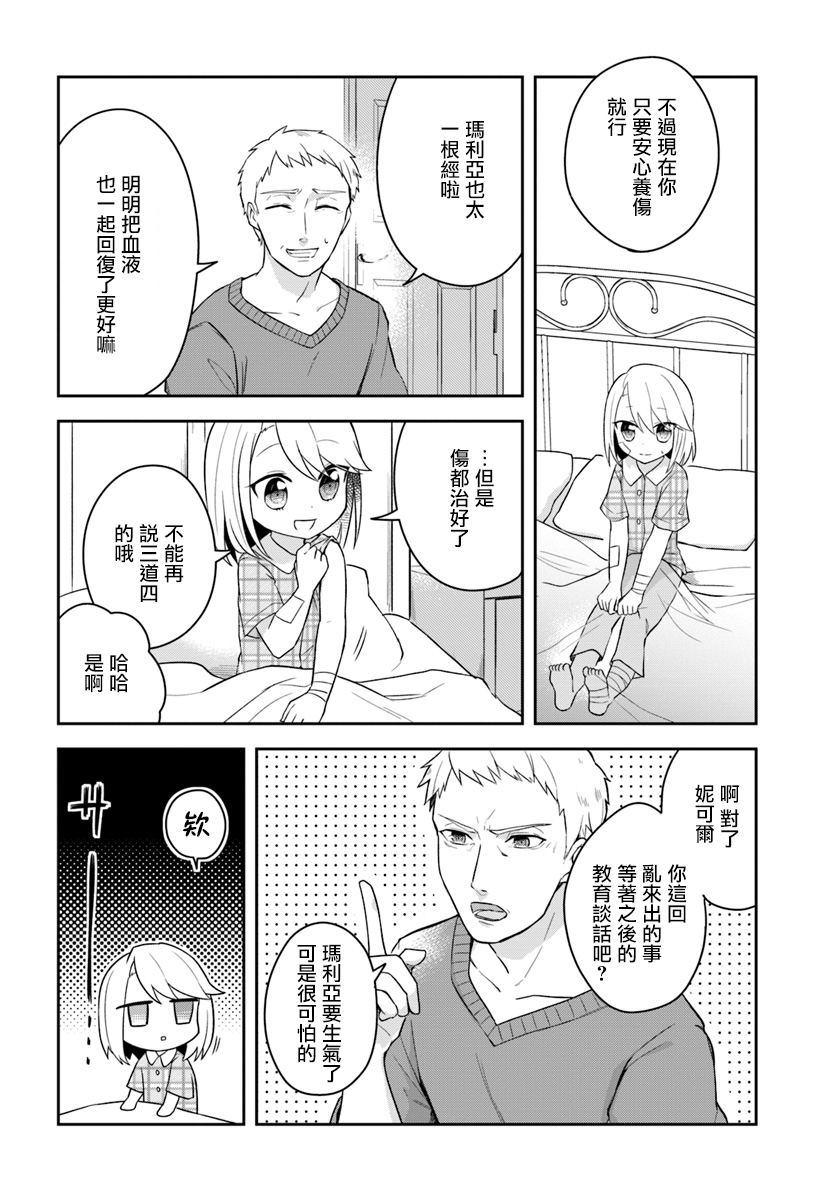 不過現在你
只要安心養傷
就行
瑪利亞也太
一根經啦
明明把血液
也一起回復了更好嘛
…但是
傷都治好了
不能再
說三道四
的哦
哈哈
是啊
啊 對了
妮可爾
你這回
亂來出的事
等著之後的
教育談話吧?
瑪利亞要生氣了
可是很可怕的
欸
サー